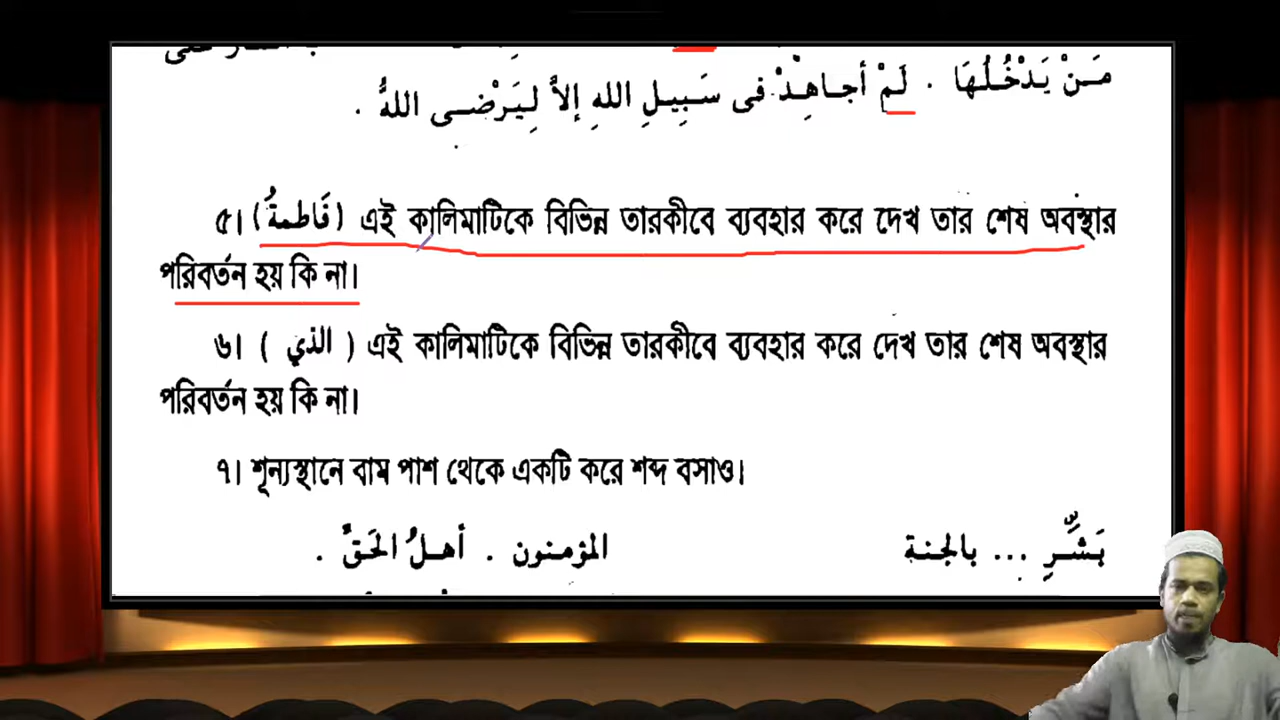 مَنْ يَدْخُلُهَا . لَمْ أجاهِدْ فى سَبِيلِ اللهِ إلاَّ لِيَرْضى اللهُ .
৫। (فَاطمةُ) এই কালিমাটিকে বিভিন্ন তারকীবে ব্যবহার করে দেখ তার শেষ অবস্থার
পরিবর্তন হয় কি না।
৬। ( الذي ) এই কালিমাটিকে বিভিন্ন তারকীবে ব্যবহার করে দেখ তার শেষ অবস্থার
পরিবর্তন হয় কি না।
৭। শূন্যস্থানে বাম পাশ থেকে একটি করে শব্দ বসাও।
بَشِّرِ ... بالجنة المؤمنون . أهلُ الحَقِّ .